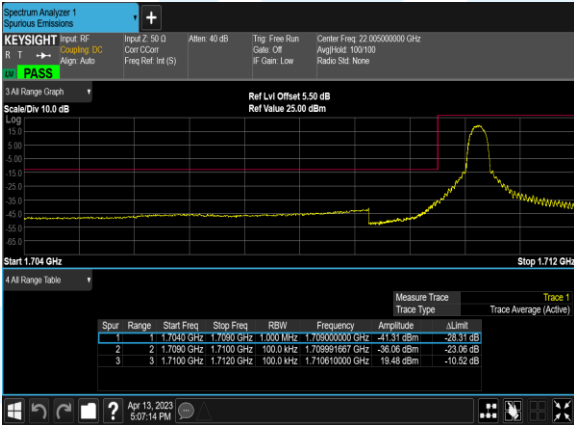 Spectrum Analyzer 1
Spurious Emissions
KEYSIGHT Input: RF Input Z: 50 Ω Atten: 40 dB Trig: Free Run Center Freq: 22.005000000 GHz
R T Coupling: DC Corr CCorr Gate: Off Avg|Hold: 100/100
Align: Auto Freq Ref: Int (S) IF Gain: Low Radio Std: None
PASS
3 All Range Graph
Ref Lvl Offset 5.50 dB
Scale/Div 10.0 dB Ref Value 25.00 dBm
Log
15.0
5.00
-5.00
-15.0
-25.0
-35.0
-45.0
-55.0
-65.0
Start 1.704 GHz Stop 1.712 GHz
4 All Range Table
Measure Trace Trace 1
Trace Type Trace Average (Active)
Spur Range Start Freq Stop Freq RBW Frequency Amplitude ΔLimit
1 1 1.7040 GHz 1.7090 GHz 1.000 MHz 1.709000000 GHz -41.31 dBm -28.31 dB
2 2 1.7090 GHz 1.7100 GHz 100.0 kHz 1.709991667 GHz -36.06 dBm -23.06 dB
3 3 1.7100 GHz 1.7120 GHz 100.0 kHz 1.710610000 GHz 19.48 dBm -10.52 dB
? Apr 13, 2023
5:07:14 PM